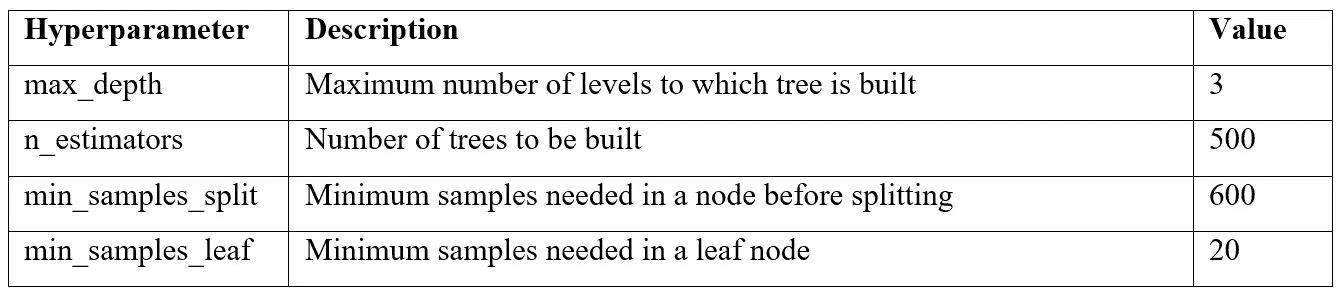 Hyperparameter Description Value
max_depth Maximum number of levels to which tree is built 3
n_estimators Number of trees to be built 500
min_samples_split Minimum samples needed in a node before splitting 600
min_samples_leaf Minimum samples needed in a leaf node 20